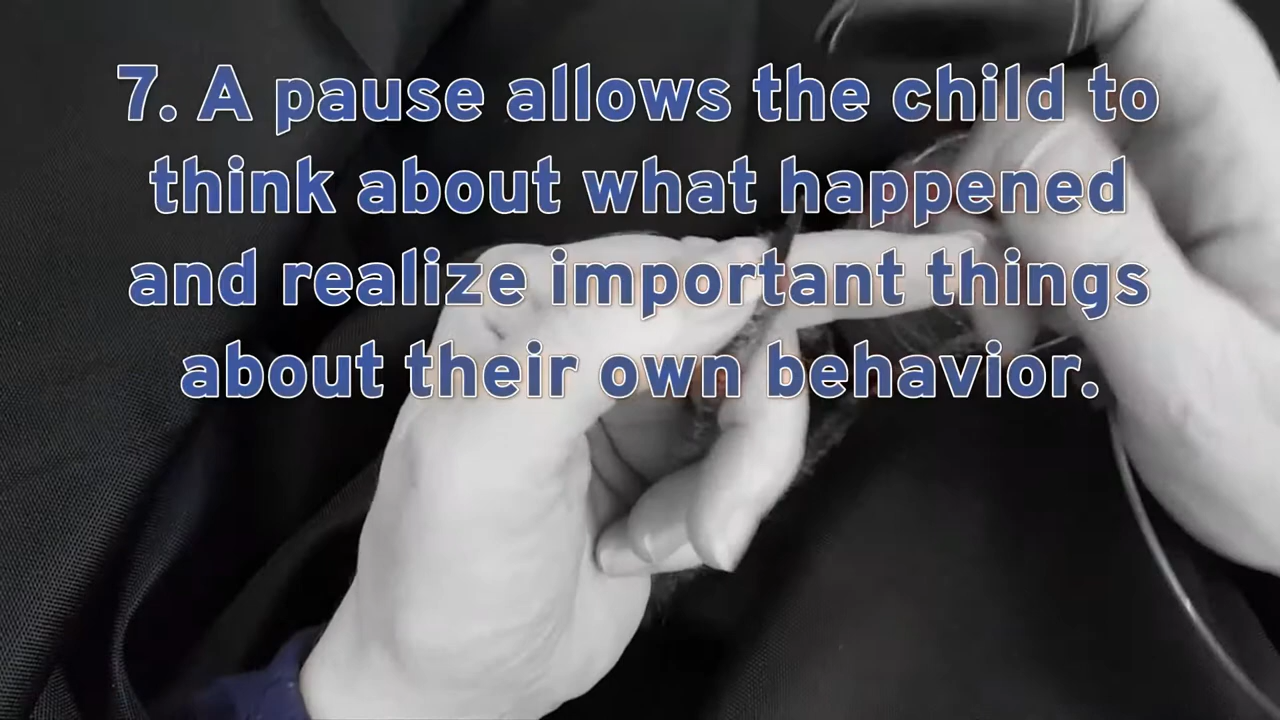 7. A pause allows the child to
think about what happened
and realize important things
about their own behavior.